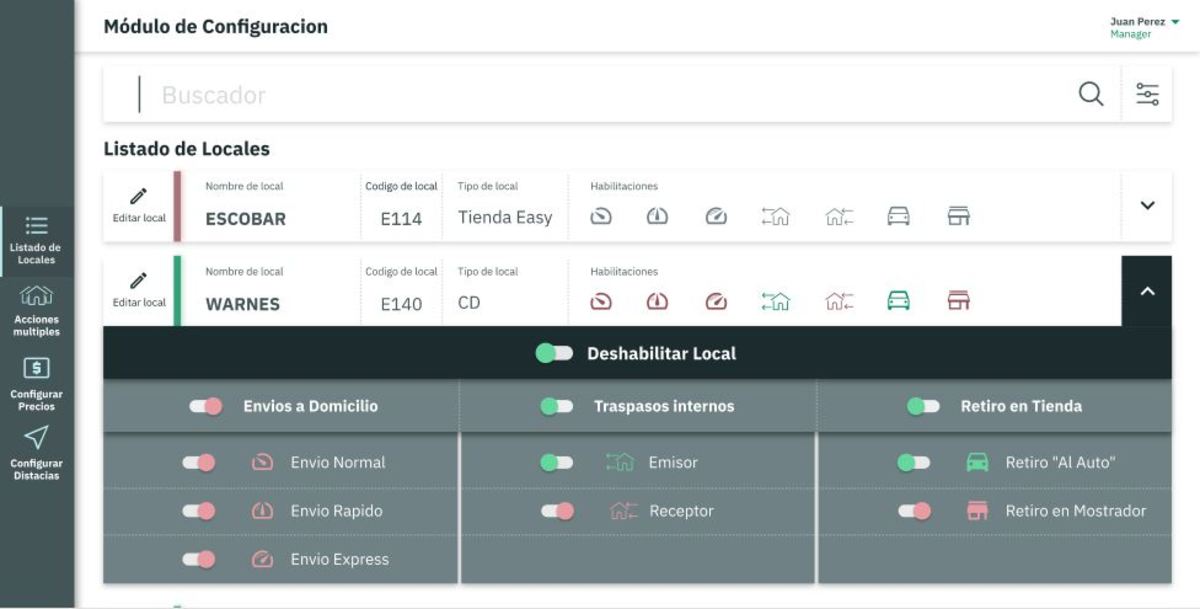 Módulo de Configuracion
Juan Perez
Manager
Buscador
Listado de Locales
Editar local
Nombre de local
ESCOBAR
Codigo de local
E114
Tipo de local
Tienda Easy
Habilitaciones
Editar local
Nombre de local
WARNES
Codigo de local
E140
Tipo de local
CD
Habilitaciones
Deshabilitar Local
Envios a Domicilio
Traspasos internos
Retiro en Tienda
Envio Normal
Emisor
Retiro "Al Auto"
Envio Rapido
Receptor
Retiro en Mostrador
Envio Express
Listado de
Locales
Acciones
multiples
$
Configurar
Precios
Configurar
Distacias